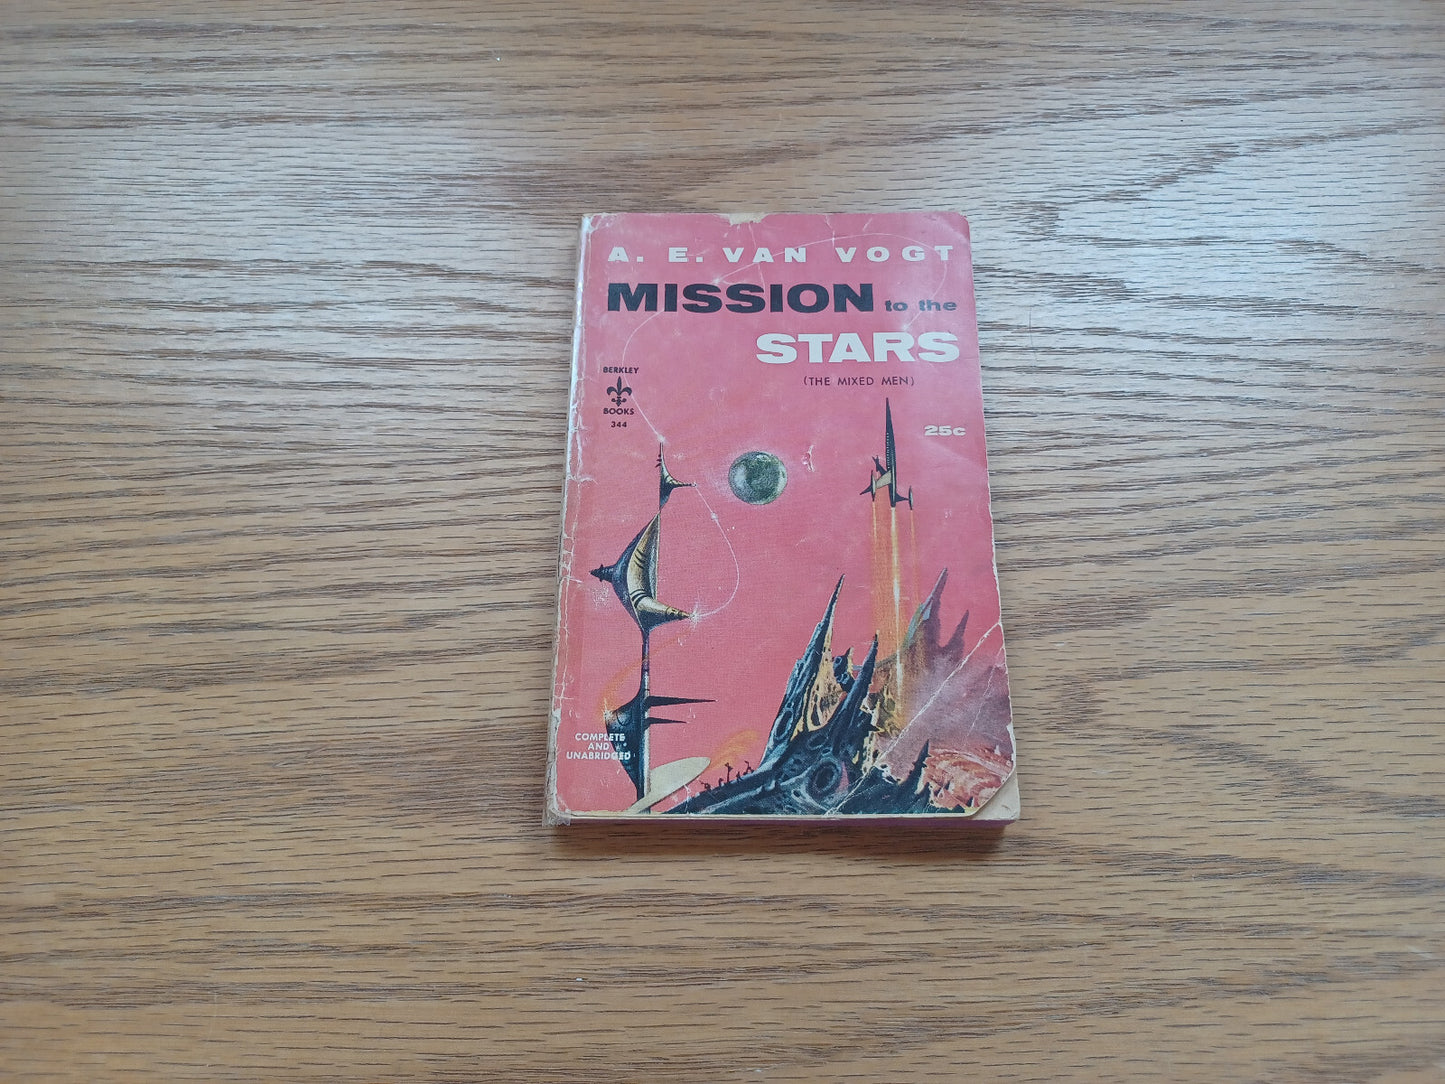 A. E. VAN VOGT
MISSION to the
STARS
(THE MIXED MEN)
BERKLEY
BOOKS
344
25c
COMPLETE
AND
UNABRIDGED